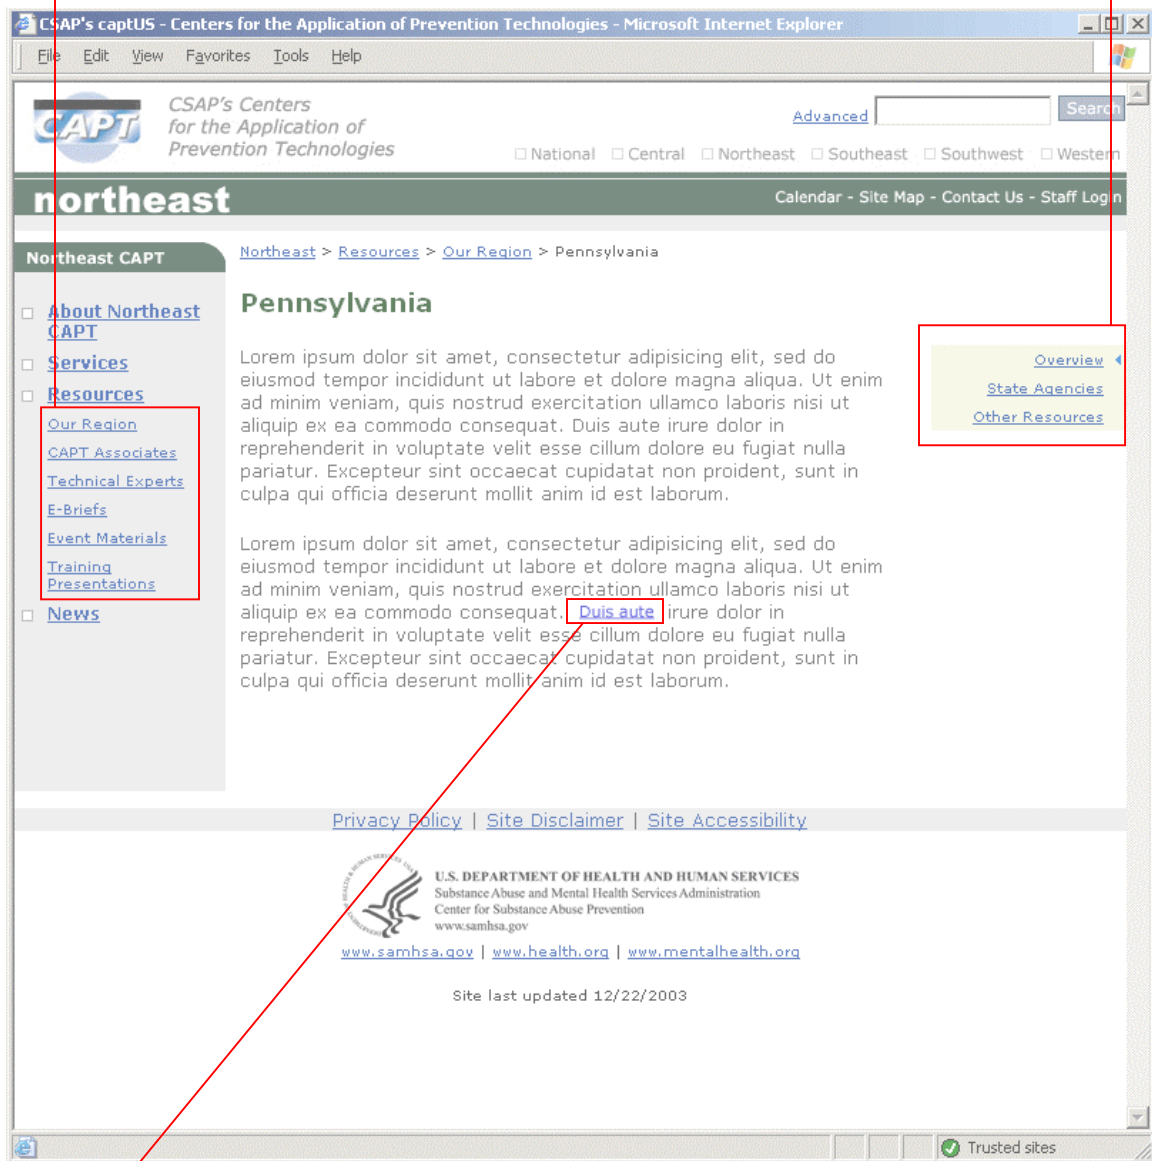 CSAP's captUS - Centers for the Application of Prevention Technologies - Microsoft Internet Explorer
File Edit View Favorites Tools Help
CAPT
CSAP's Centers
for the Application of
Prevention Technologies
Advanced Search
National Central Northeast Southeast Southwest Western
northeast
Calendar - Site Map - Contact Us - Staff Login
Northeast CAPT
About Northeast
CAPT
Services
Resources
Our Region
CAPT Associates
Technical Experts
E-Briefs
Event Materials
Training
Presentations
News
Northeast > Resources > Our Region > Pennsylvania
Pennsylvania
Lorem ipsum dolor sit amet, consectetur adipisicing elit, sed do
eiusmod tempor incididunt ut labore et dolore magna aliqua. Ut enim
ad minim veniam, quis nostrud exercitation ullamco laboris nisi ut
aliquip ex ea commodo consequat. Duis aute irure dolor in
reprehenderit in voluptate velit esse cillum dolore eu fugiat nulla
pariatur. Excepteur sint occaecat cupidatat non proident, sunt in
culpa qui officia deserunt mollit anim id est laborum.
Lorem ipsum dolor sit amet, consectetur adipisicing elit, sed do
eiusmod tempor incididunt ut labore et dolore magna aliqua. Ut enim
ad minim veniam, quis nostrud exercitation ullamco laboris nisi ut
aliquip ex ea commodo consequat. Duis aute irure dolor in
reprehenderit in voluptate velit esse cillum dolore eu fugiat nulla
pariatur. Excepteur sint occaecat cupidatat non proident, sunt in
culpa qui officia deserunt mollit anim id est laborum.
Overview
State Agencies
Other Resources
Privacy Policy | Site Disclaimer | Site Accessibility
U.S. DEPARTMENT OF HEALTH AND HUMAN SERVICES
Substance Abuse and Mental Health Services Administration
Center for Substance Abuse Prevention
www.samhsa.gov
www.samhsa.gov | www.health.org | www.mentalhealth.org
Site last updated 12/22/2003
Trusted sites